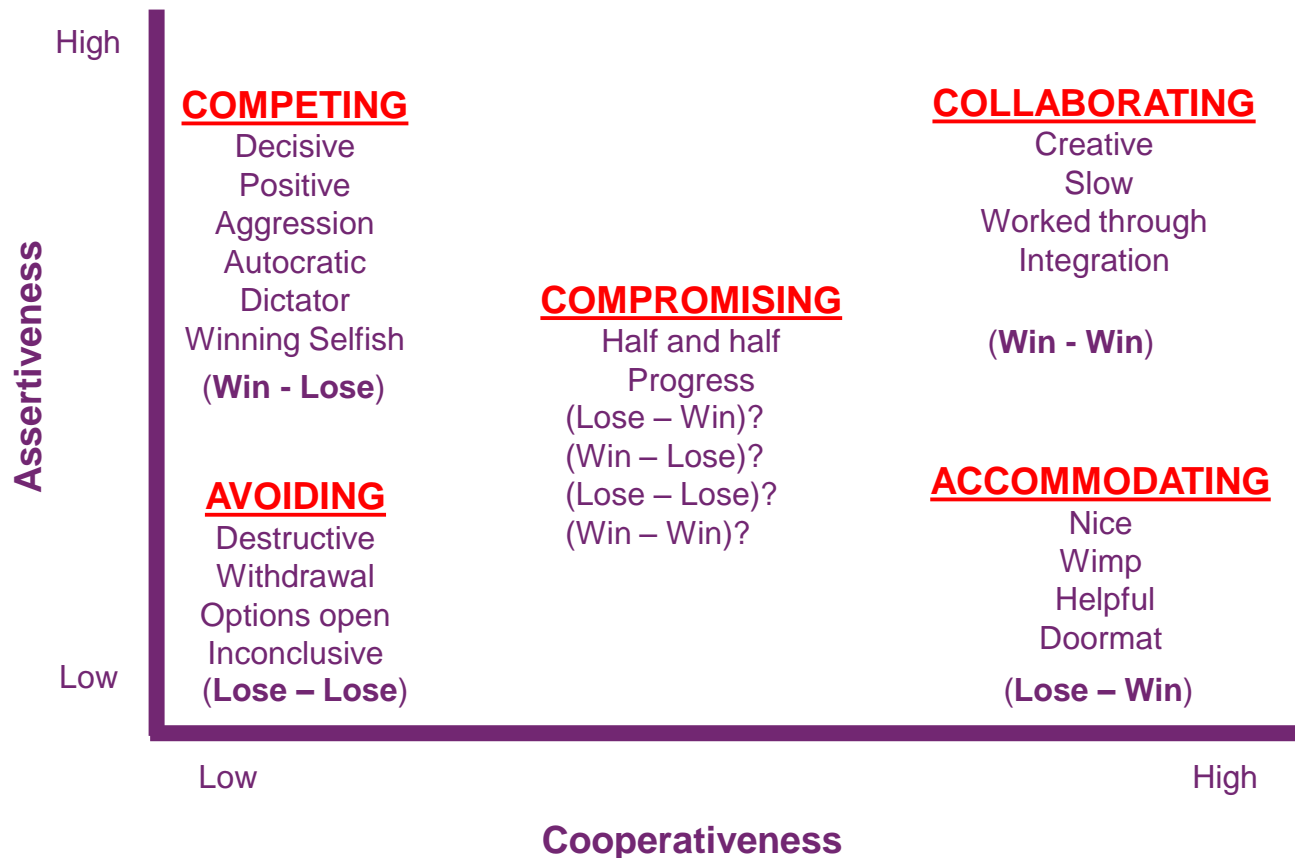 High
COMPETING
Decisive
Positive
Aggression
Autocratic
Dictator
Winning Selfish
(Win - Lose)
COLLABORATING
Creative
Slow
Worked through
Integration
(Win - Win)
Assertiveness
COMPROMISING
Half and half
Progress
(Lose – Win)?
(Win – Lose)?
(Lose – Lose)?
(Win – Win)?
AVOIDING
Destructive
Withdrawal
Options open
Inconclusive
(Lose – Lose)
ACCOMMODATING
Nice
Wimp
Helpful
Doormat
(Lose – Win)
Low
Low
High
Cooperativeness